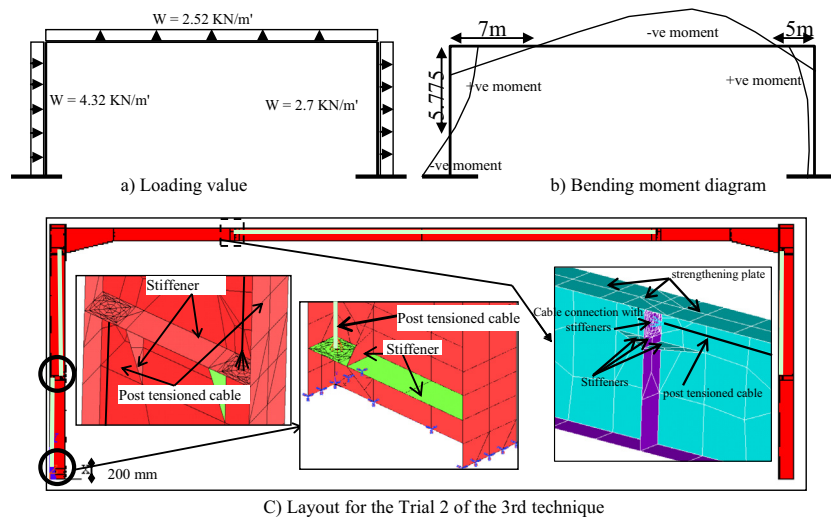 W = 2.52 KN/m'
W = 4.32 KN/m'
W = 2.7 KN/m'
a) Loading value
7m
5m
-ve moment
+ve moment
+ve moment
5.775
-ve moment
b) Bending moment diagram
Stiffener
Post tensioned cable
Post tensioned cable
Stiffener
strengthening plate
Cable connection with
stiffeners
Stiffeners
post tensioned cable
X
200 mm
C) Layout for the Trial 2 of the 3rd technique